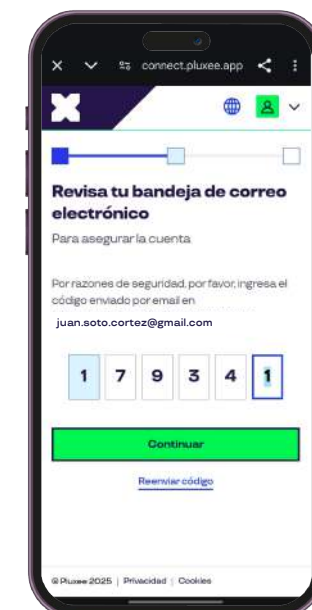 connect.pluxee.app
Revisa tu bandeja de correo
electrónico
Para asegurar la cuenta
Por razones de seguridad, por favor, ingresa el
código enviado por email en
juan.soto.cortez@gmail.com
1 7 9 3 4 1
Continuar
Reenviar código
© Pluxee 2025 | Privacidad | Cookies